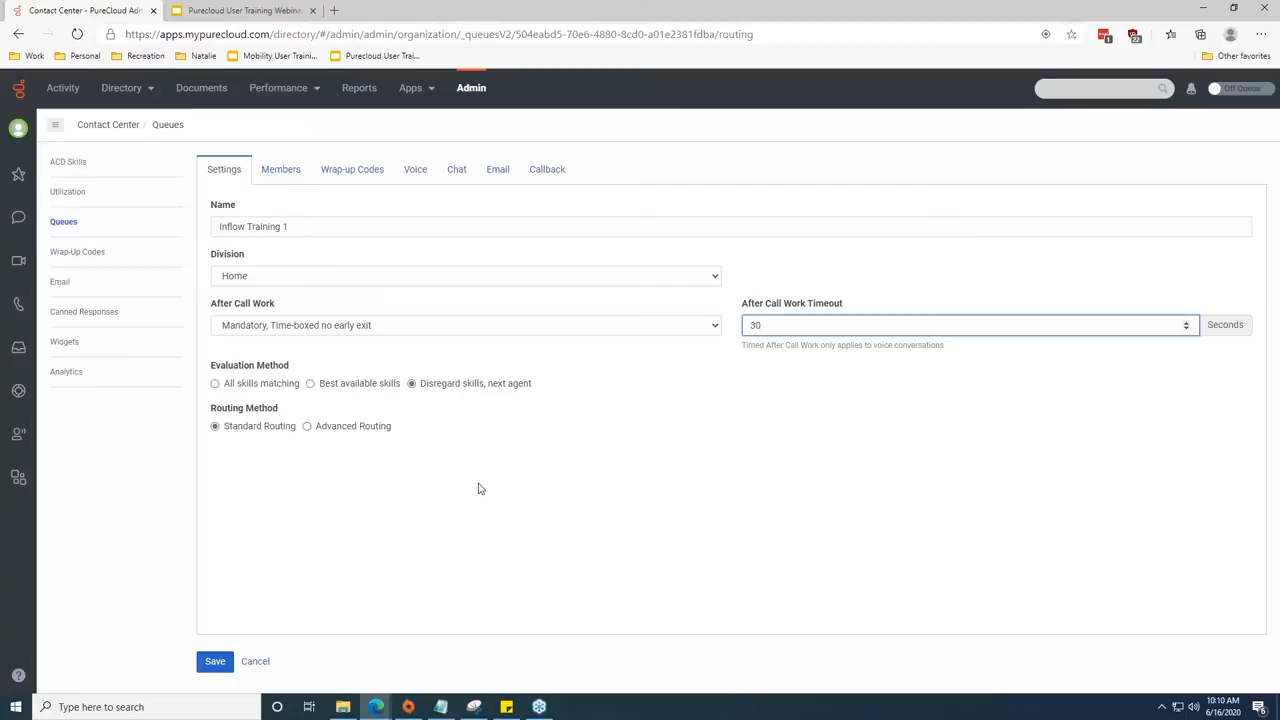 Contact Center - PureCloud Adm
Purecloud User Training Webina
https://apps.mypurecloud.com/directory/#/admin/admin/organization/_queuesV2/504eabd5-70e6-4880-8cd0-a01e2381fdba/routing
1
22
Work
Parenting
Recreation
Natalie
Mobility User Traini...
Purecloud User Trai...
Other favorites
Activity
Directory
Documents
Performance
Reports
Apps
Admin
Off Queue
Contact Center / Queues
ACD Skills
Utilization
Queues
Wrap-Up Codes
Email
Canned Responses
Widgets
Analytics
Settings
Members
Wrap-up Codes
Voice
Chat
Email
Callback
Name
Inflow Training 1
Division
Home
After Call Work
Mandatory, Time-boxed no early exit
After Call Work Timeout
30
Seconds
Timed After Call Work only applies to voice conversations
Evaluation Method
All skills matching
Best available skills
Disregard skills, next agent
Routing Method
Standard Routing
Advanced Routing
Save
Cancel
Type here to search
10:10 AM
6/16/2020
6